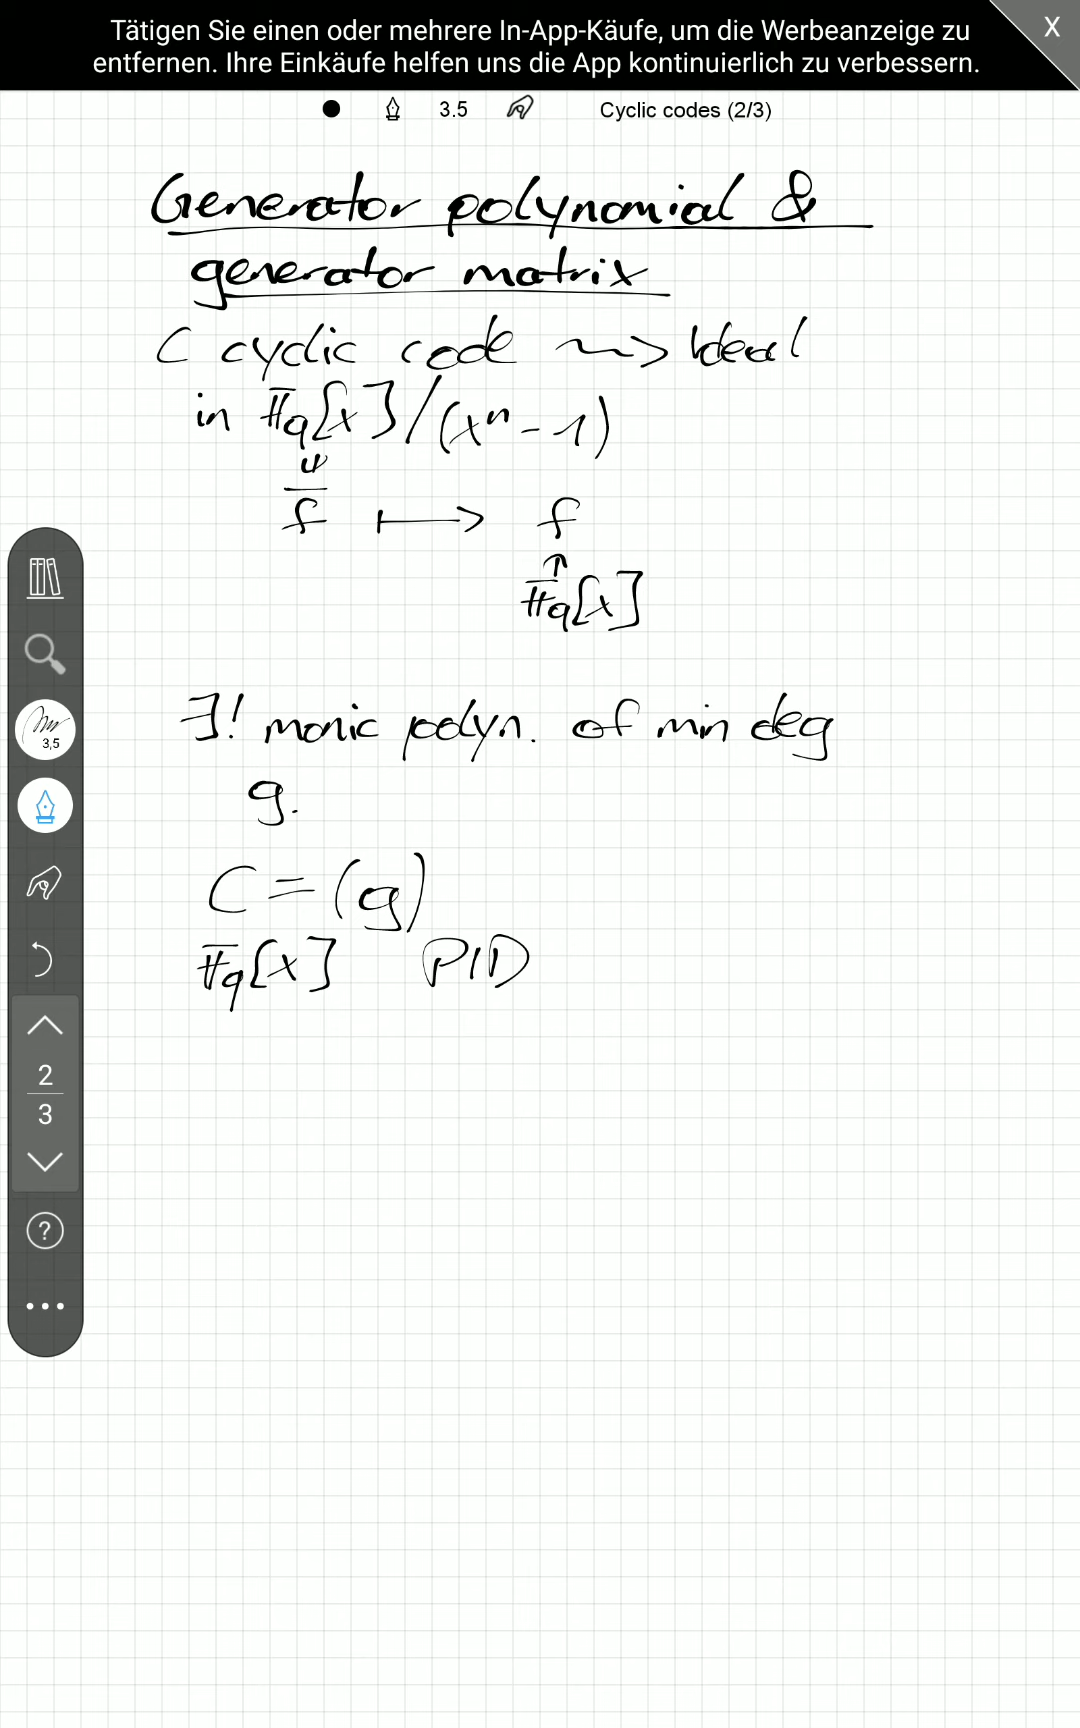 Tätigen Sie einen oder mehrere In-App-Käufe, um die Werbeanzeige zu
entfernen. Ihre Einkäufe helfen uns die App kontinuierlich zu verbessern.
X
3.5
Cyclic codes (2/3)
Generator polynomial &
generator matrix
C cyclic code ⇝ Ideal
in 𝔽q[x]/(xⁿ-1)
∈
f̄ ↦ f
↑
𝔽q[x]
∃! monic polyn. of min deg
g.
C = (g)
𝔽q[x] PID
3,5
2
3
?